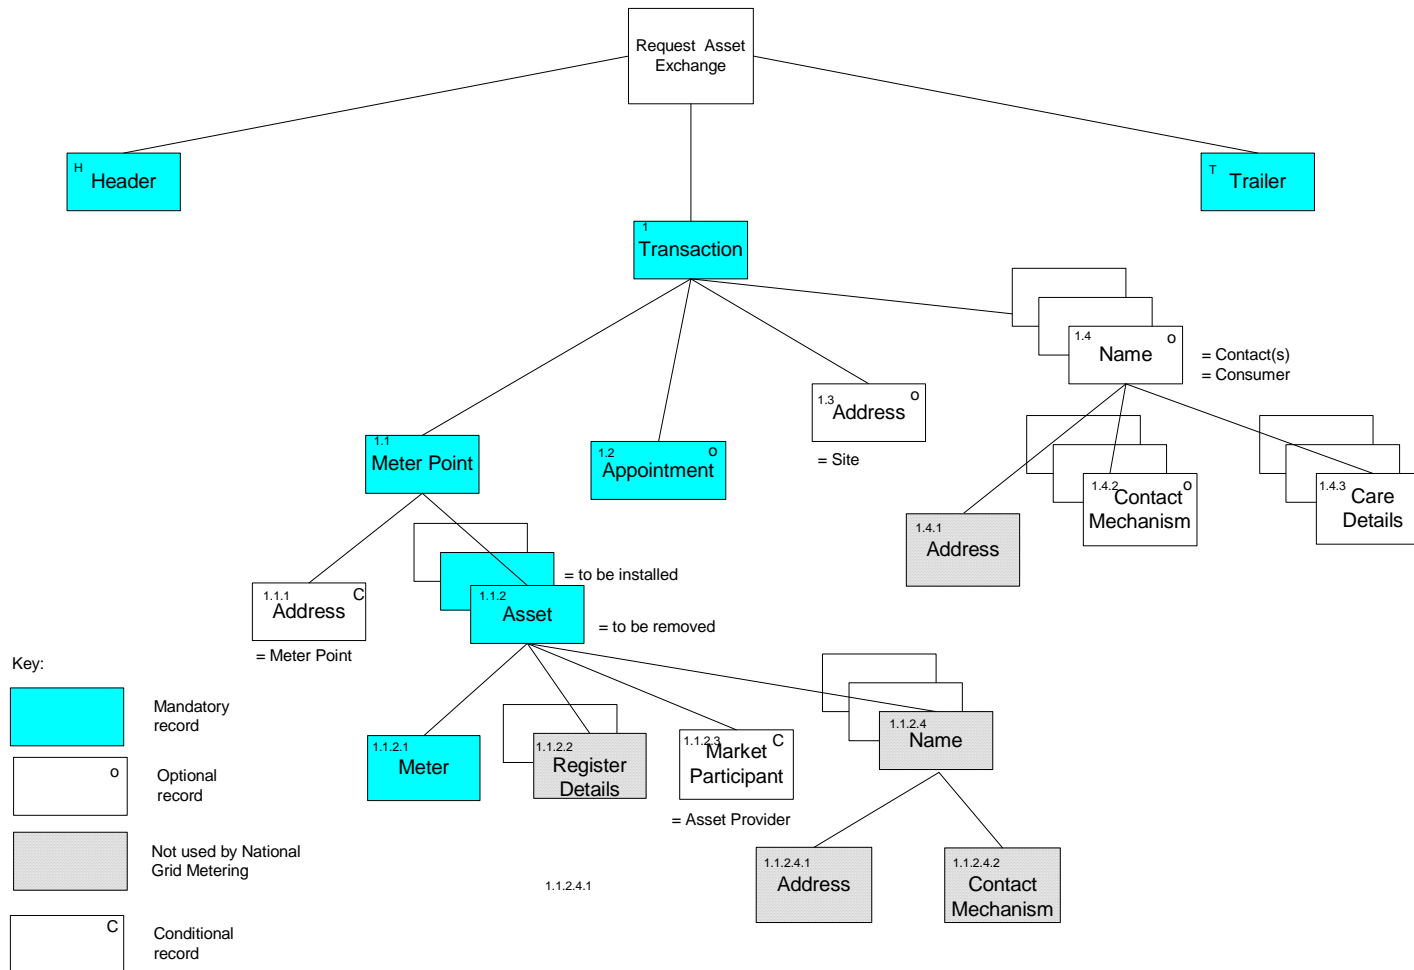 Request Asset
Exchange
H
Header
T
Trailer
1
Transaction
1.4
o
Name
= Contact(s)
= Consumer
1.3
o
Address
= Site
1.1
Meter Point
1.2
o
Appointment
1.4.2
o
Contact
Mechanism
1.4.3
Care
Details
1.4.1
Address
= to be installed
1.1.1
C
Address
= Meter Point
1.1.2
Asset
= to be removed
Key:
Mandatory
record
o
Optional
record
Not used by National
Grid Metering
C
Conditional
record
1.1.2.1
Meter
1.1.2.2
Register
Details
1.1.2.3
C
Market
Participant
= Asset Provider
1.1.2.4
Name
1.1.2.4.1
Address
1.1.2.4.2
Contact
Mechanism
1.1.2.4.1